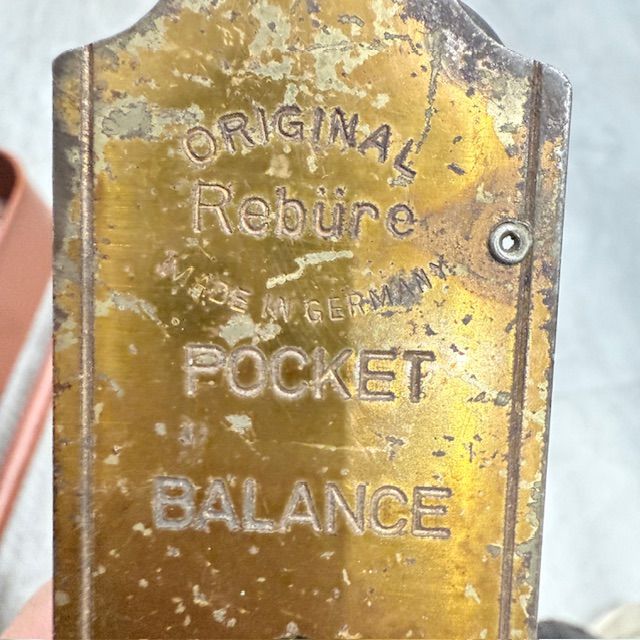 ORIGINAL
Rebüre
MADE IN GERMANY
POCKET
BALANCE